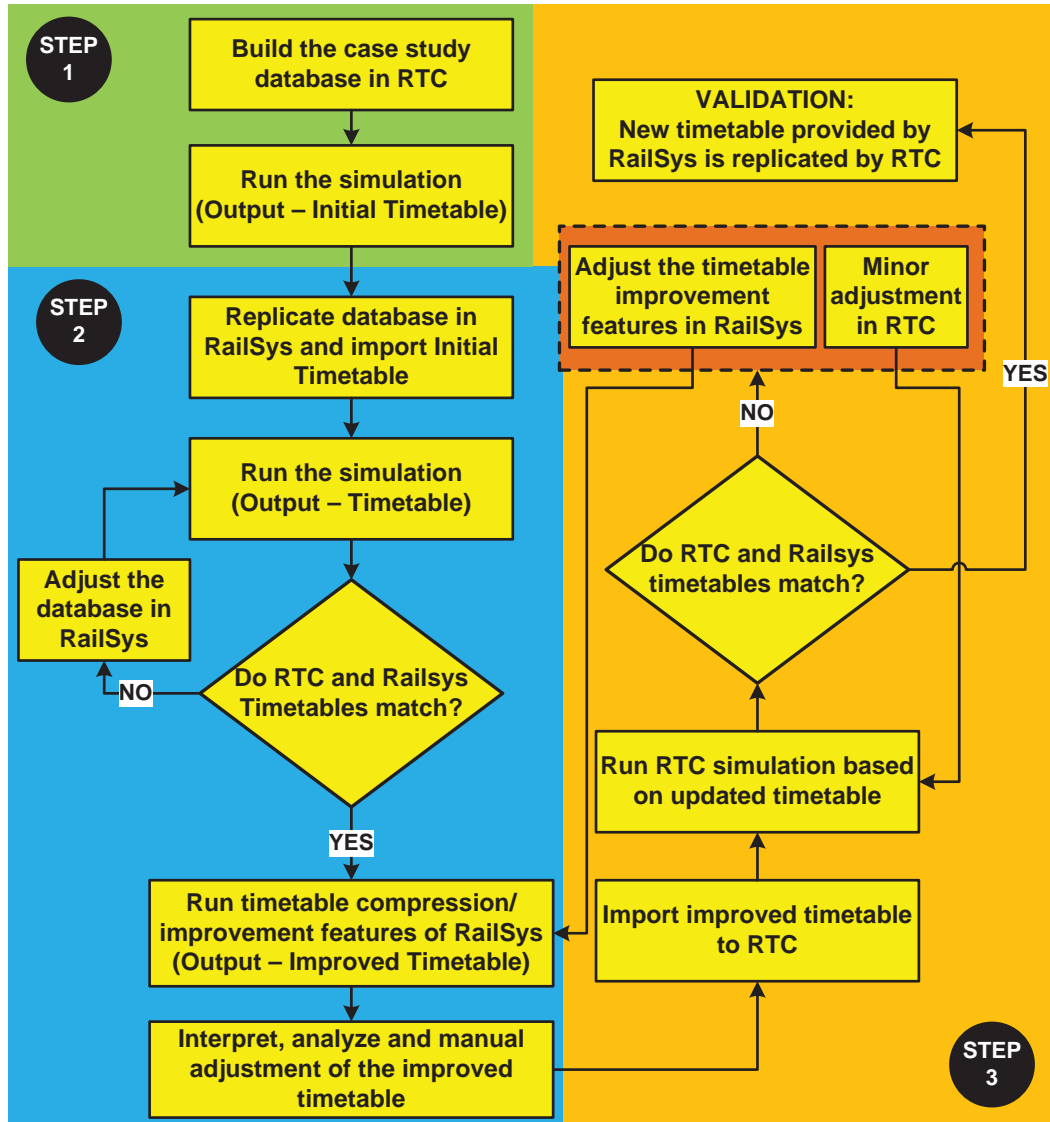 STEP
1
Build the case study
database in RTC
Run the simulation
(Output – Initial Timetable)
STEP
2
Replicate database in
RailSys and import Initial
Timetable
Run the simulation
(Output – Timetable)
Adjust the
database in
RailSys
NO
Do RTC and Railsys
Timetables match?
YES
Run timetable compression/
improvement features of RailSys
(Output – Improved Timetable)
Interpret, analyze and manual
adjustment of the improved
timetable
VALIDATION:
New timetable provided by
RailSys is replicated by RTC
Adjust the timetable
improvement
features in RailSys
Minor
adjustment
in RTC
YES
NO
Do RTC and Railsys
timetables match?
Run RTC simulation based
on updated timetable
Import improved timetable
to RTC
STEP
3